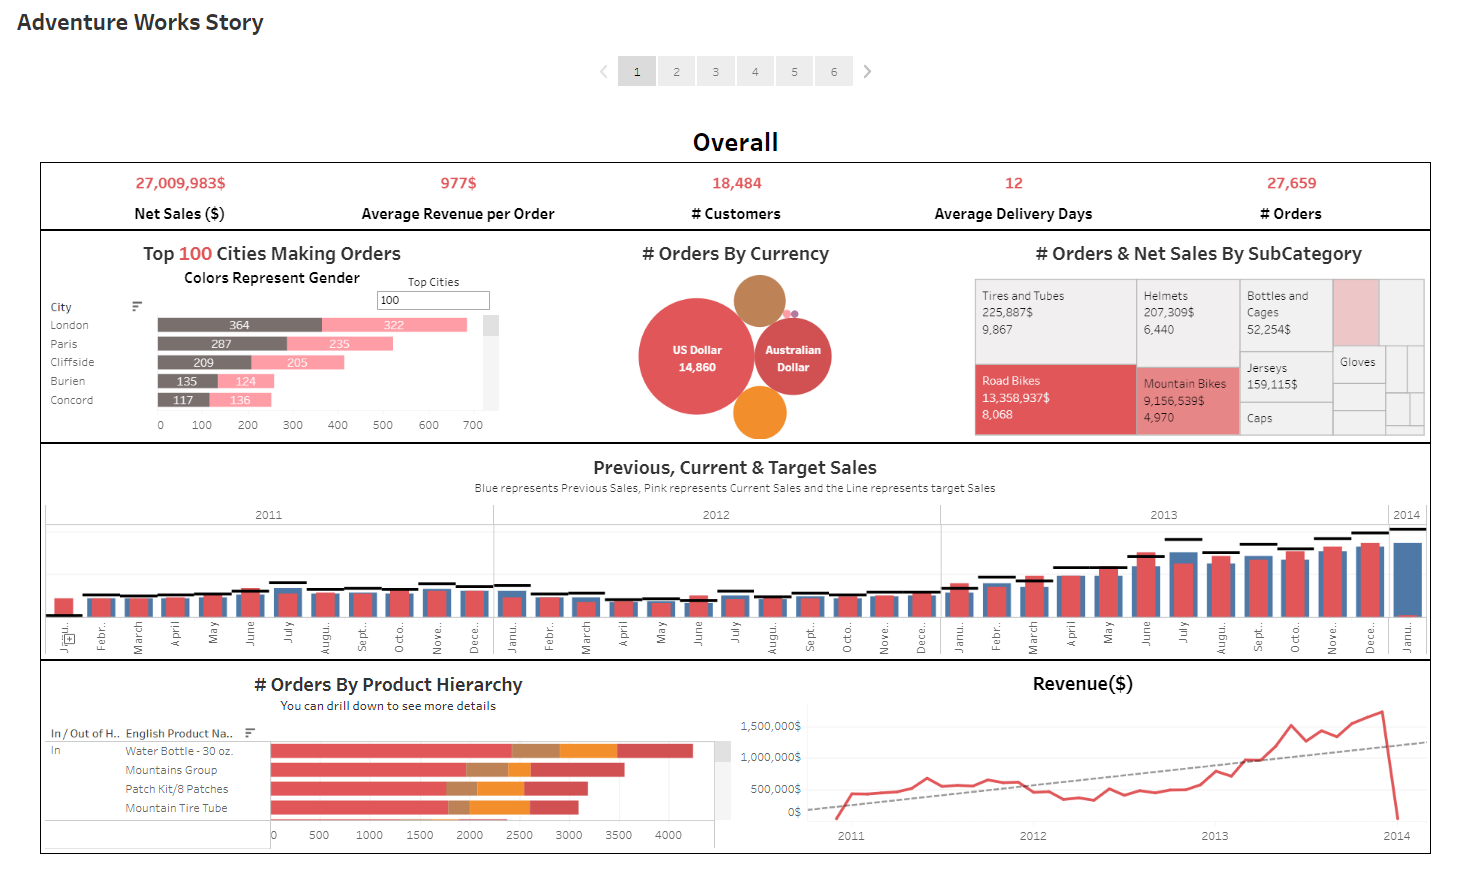 Adventure Works Story
1 2 3 4 5 6
Overall
27,009,983$ 977$ 18,484 12 27,659
Net Sales ($) Average Revenue per Order # Customers Average Delivery Days # Orders
Top 100 Cities Making Orders
Colors Represent Gender
Top Cities
100
City
London 364 322
Paris 287 235
Cliffside 209 205
Burien 135 124
Concord 117 136
0 100 200 300 400 500 600 700
# Orders By Currency
US Dollar
14,860
Australian
Dollar
# Orders & Net Sales By SubCategory
Tires and Tubes
225,887$
9,867
Road Bikes
13,358,937$
8,068
Helmets
207,309$
6,440
Mountain Bikes
9,156,539$
4,970
Bottles and
Cages
52,254$
Jerseys
159,115$
Caps
Gloves
Previous, Current & Target Sales
Blue represents Previous Sales, Pink represents Current Sales and the Line represents target Sales
2011 2012 2013 2014
Janu.. Febr.. March April May June July Augu.. Sept.. Octo.. Nove.. Dece.. Janu.. Febr.. March April May June July Augu.. Sept.. Octo.. Nove.. Dece.. Janu.. Febr.. March April May June July Augu.. Sept.. Octo.. Nove.. Dece.. Janu..
# Orders By Product Hierarchy
You can drill down to see more details
In / Out of H.. English Product Na..
In Water Bottle - 30 oz.
Mountains Group
Patch Kit/8 Patches
Mountain Tire Tube
0 500 1000 1500 2000 2500 3000 3500 4000
Revenue($)
1,500,000$
1,000,000$
500,000$
0$
2011 2012 2013 2014